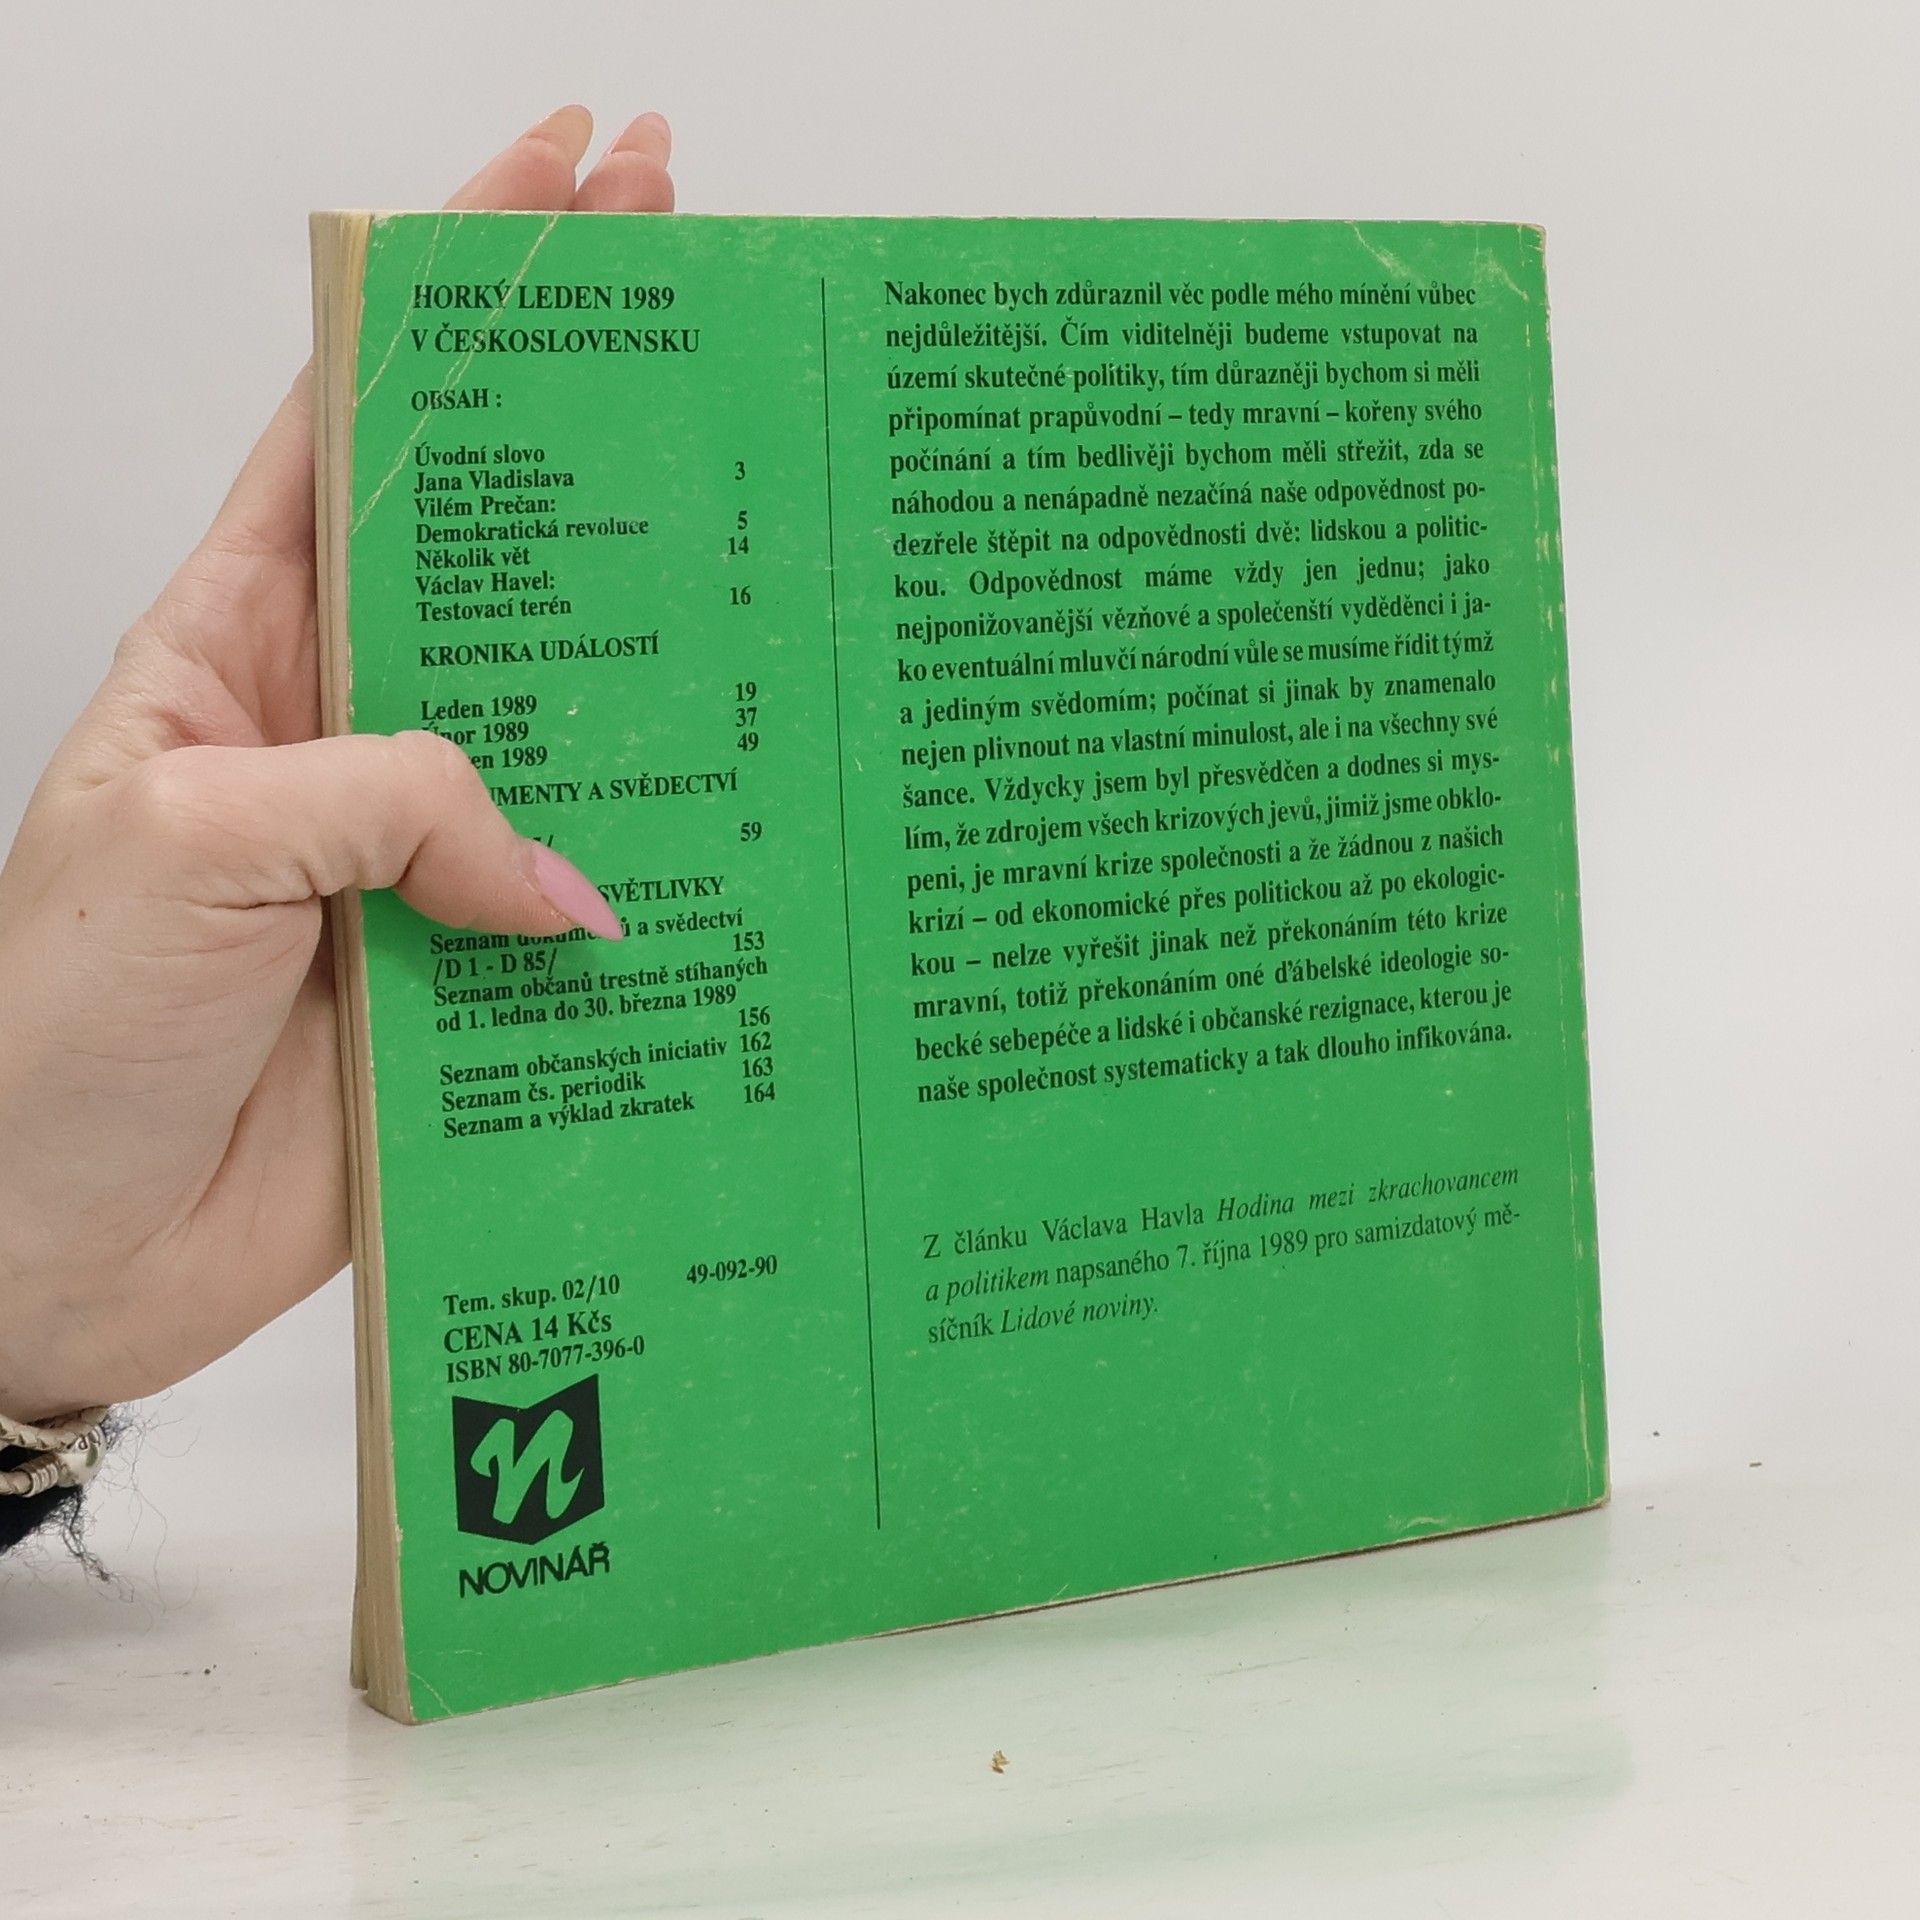 HORKÝ LEDEN 1989
V ČESKOSLOVENSKU
OBSAH :
Úvodní slovo
Jana Vladislava 3
Vilém Prečan:
Demokratická revoluce 5
Několik vět 14
Václav Havel:
Testovací terén 16
KRONIKA UDÁLOSTÍ
Leden 1989 19
Únor 1989 37
en 1989 49
MENTY A SVĚDECTVÍ
59
SVĚTLIVKY
Seznam dokumentů a svědectví
/D 1 - D 85/ 153
Seznam občanů trestně stíhaných
od 1. ledna do 30. března 1989
156
Seznam občanských iniciativ 162
Seznam čs. periodik 163
Seznam a výklad zkratek 164
Tem. skup. 02/10 49-092-90
CENA 14 Kčs
ISBN 80-7077-396-0
n
NOVINÁŘ
Nakonec bych zdůraznil věc podle mého mínění vůbec
nejdůležitější. Čím viditelněji budeme vstupovat na
území skutečné politiky, tím důrazněji bychom si měli
připomínat prapůvodní – tedy mravní – kořeny svého
počínání a tím bedlivěji bychom měli střežit, zda se
náhodou a nenápadně nezačíná naše odpovědnost po-
dezřele štěpit na odpovědnosti dvě: lidskou a politic-
kou. Odpovědnost máme vždy jen jednu; jako
nejponižovanější vězňové a společenští vyděděnci i ja-
ko eventuální mluvčí národní vůle se musíme řídit týmž
a jediným svědomím; počínat si jinak by znamenalo
nejen plivnout na vlastní minulost, ale i na všechny své
šance. Vždycky jsem byl přesvědčen a dodnes si mys-
lím, že zdrojem všech krizových jevů, jimiž jsme obklo-
peni, je mravní krize společnosti a že žádnou z našich
krizí – od ekonomické přes politickou až po ekologic-
kou – nelze vyřešit jinak než překonáním této krize
mravní, totiž překonáním oné ďábelské ideologie so-
becké sebepéče a lidské i občanské rezignace, kterou je
naše společnost systematicky a tak dlouho infikována.
Z článku Václava Havla Hodina mezi zkrachovancem
a politikem napsaného 7. října 1989 pro samizdatový mě-
síčník Lidové noviny.